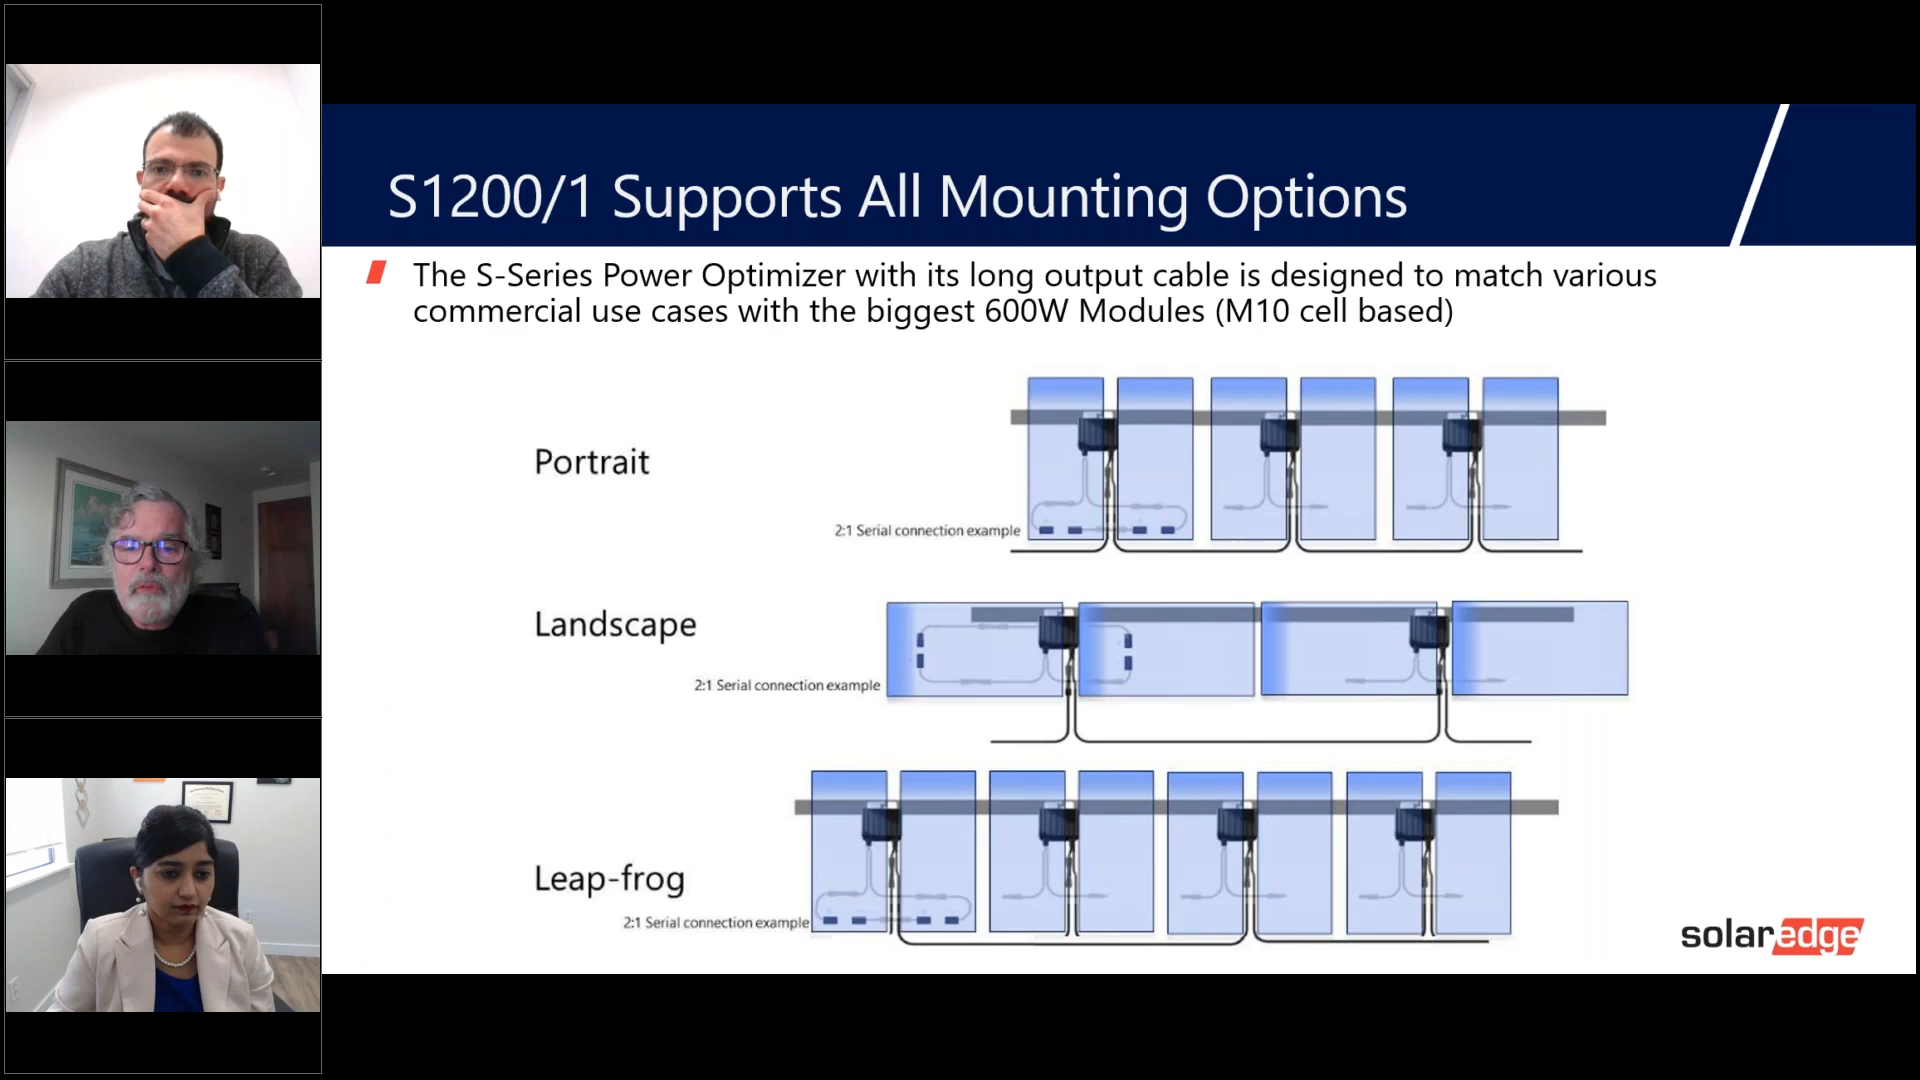 S1200/1 Supports All Mounting Options
The S-Series Power Optimizer with its long output cable is designed to match various
commercial use cases with the biggest 600W Modules (M10 cell based)
Portrait
2:1 Serial connection example
Landscape
2:1 Serial connection example
Leap-frog
2:1 Serial connection example
solaredge